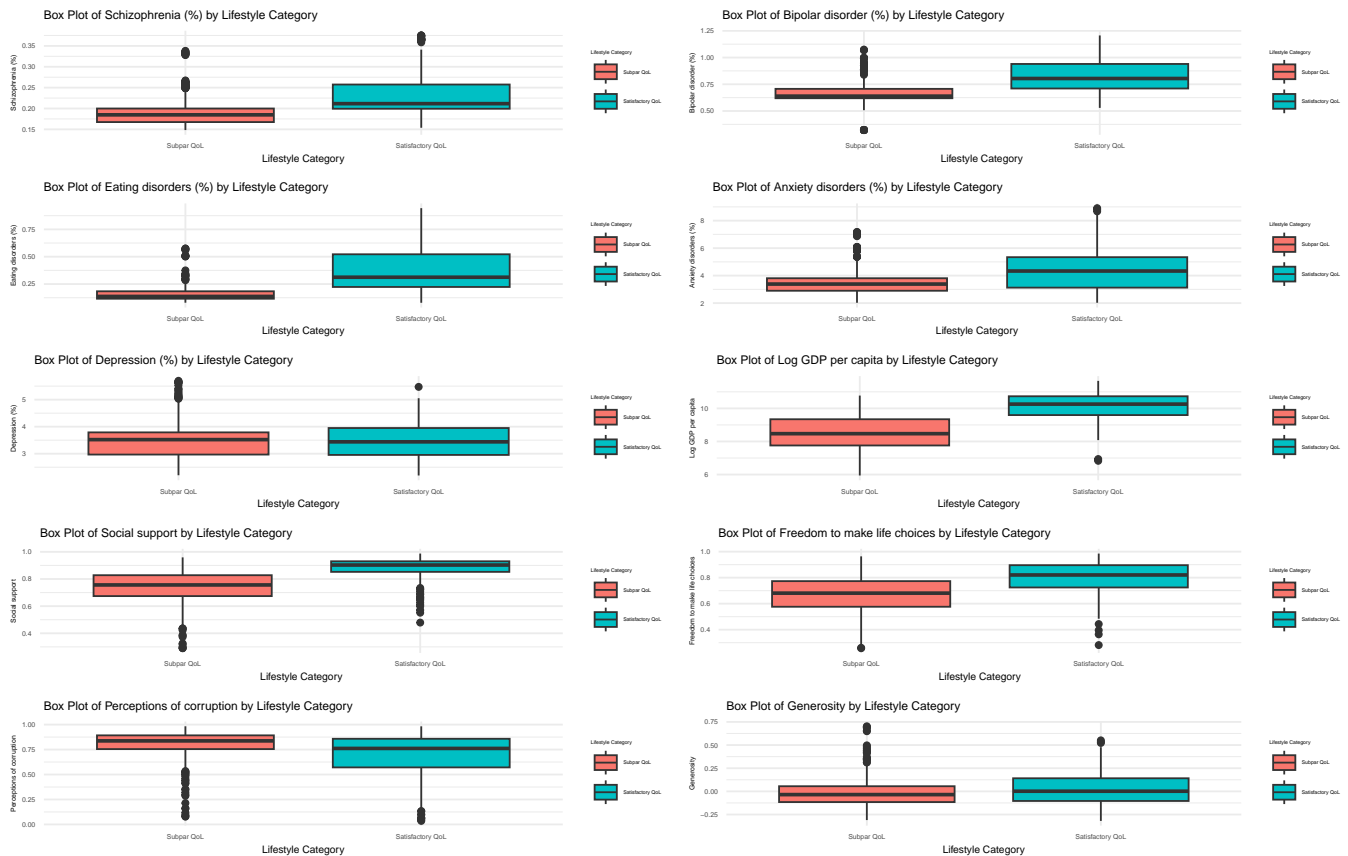 Box Plot of Schizophrenia (%) by Lifestyle Category
Schizophrenia (%)
0.35
0.30
0.25
0.20
0.15
Subpar QoL
Satisfactory QoL
Lifestyle Category
Lifestyle Category
Subpar QoL
Satisfactory QoL
Box Plot of Bipolar disorder (%) by Lifestyle Category
Bipolar disorder (%)
1.25
1.00
0.75
0.50
Subpar QoL
Satisfactory QoL
Lifestyle Category
Lifestyle Category
Subpar QoL
Satisfactory QoL
Box Plot of Eating disorders (%) by Lifestyle Category
Eating disorders (%)
0.75
0.50
0.25
Subpar QoL
Satisfactory QoL
Lifestyle Category
Lifestyle Category
Subpar QoL
Satisfactory QoL
Box Plot of Anxiety disorders (%) by Lifestyle Category
Anxiety disorders (%)
8
6
4
2
Subpar QoL
Satisfactory QoL
Lifestyle Category
Lifestyle Category
Subpar QoL
Satisfactory QoL
Box Plot of Depression (%) by Lifestyle Category
Depression (%)
5
4
3
Subpar QoL
Satisfactory QoL
Lifestyle Category
Lifestyle Category
Subpar QoL
Satisfactory QoL
Box Plot of Log GDP per capita by Lifestyle Category
Log GDP per capita
10
8
6
Subpar QoL
Satisfactory QoL
Lifestyle Category
Lifestyle Category
Subpar QoL
Satisfactory QoL
Box Plot of Social support by Lifestyle Category
Social support
1.0
0.8
0.6
0.4
Subpar QoL
Satisfactory QoL
Lifestyle Category
Lifestyle Category
Subpar QoL
Satisfactory QoL
Box Plot of Freedom to make life choices by Lifestyle Category
Freedom to make life choices
1.0
0.8
0.6
0.4
Subpar QoL
Satisfactory QoL
Lifestyle Category
Lifestyle Category
Subpar QoL
Satisfactory QoL
Box Plot of Perceptions of corruption by Lifestyle Category
Perceptions of corruption
1.00
0.75
0.50
0.25
0.00
Subpar QoL
Satisfactory QoL
Lifestyle Category
Lifestyle Category
Subpar QoL
Satisfactory QoL
Box Plot of Generosity by Lifestyle Category
Generosity
0.75
0.50
0.25
0.00
−0.25
Subpar QoL
Satisfactory QoL
Lifestyle Category
Lifestyle Category
Subpar QoL
Satisfactory QoL